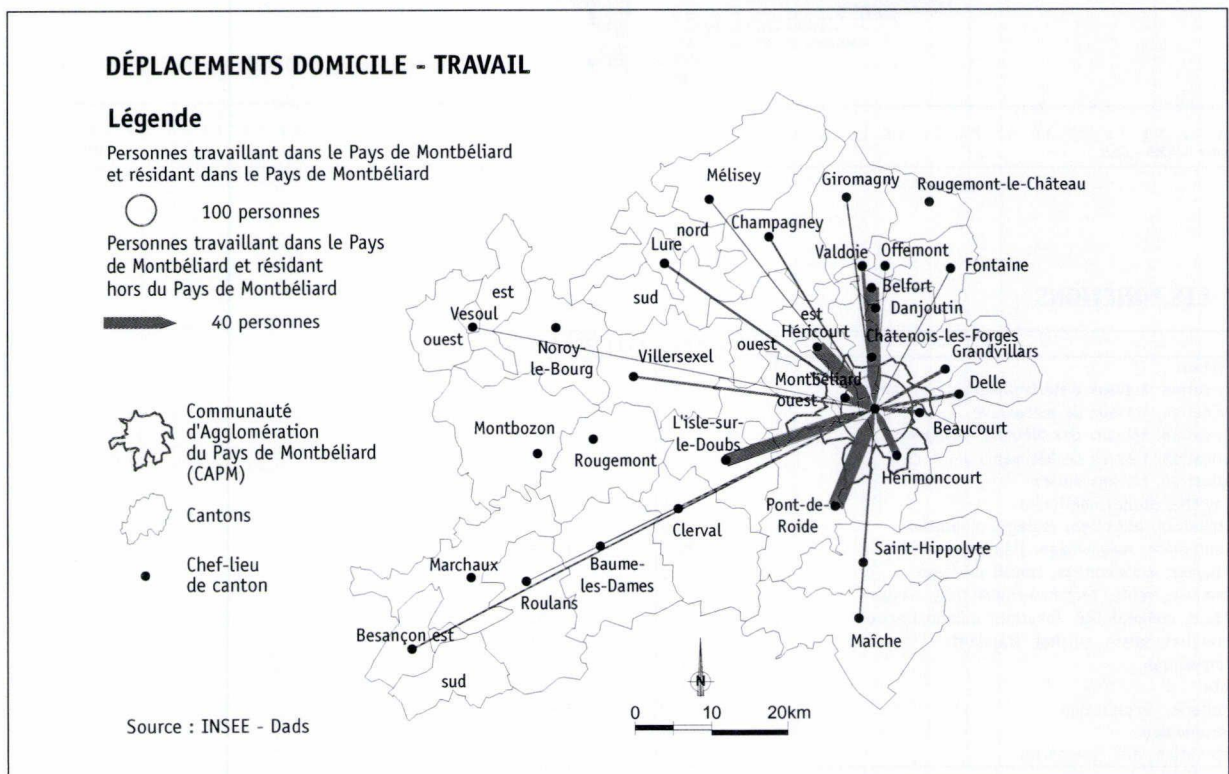 DÉPLACEMENTS DOMICILE - TRAVAIL
Légende
Personnes travaillant dans le Pays de Montbéliard
et résidant dans le Pays de Montbéliard
100 personnes
Personnes travaillant dans le Pays
de Montbéliard et résidant
hors du Pays de Montbéliard
40 personnes
Communauté
d'Agglomération
du Pays de Montbéliard
(CAPM)
Cantons
Chef-lieu
de canton
Mélisey
Giromagny
Rougemont-le-Château
Champagney
nord
Lure
Valdoie
Offemont
Fontaine
est
sud
Belfort
Danjoutin
Vesoul
ouest
est
Héricourt
ouest
Châtenois-les-Forges
Grandvillars
Noroy-
le-Bourg
Villersexel
Montbéliard
ouest
Delle
Beaucourt
L'isle-sur-
le-Doubs
Montbozon
Rougemont
Hérimoncourt
Pont-de-
Roide
Clerval
Saint-Hippolyte
Marchaux
Baume-
les-Dames
Roulans
Besançon est
Maîche
sud
N
0 10 20km
Source : INSEE - Dads